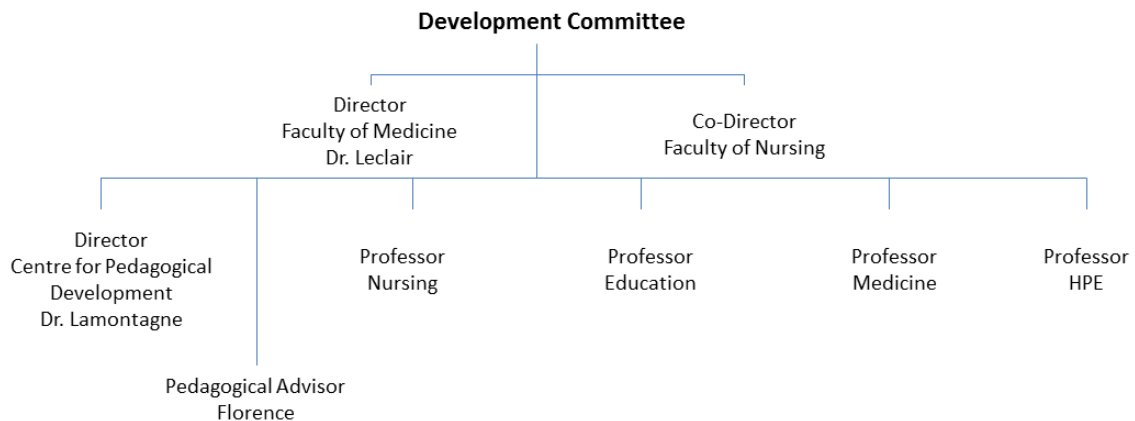 Development Committee
Director
Faculty of Medicine
Dr. Leclair
Co-Director
Faculty of Nursing
Director
Centre for Pedagogical
Development
Dr. Lamontagne
Pedagogical Advisor
Florence
Professor
Nursing
Professor
Education
Professor
Medicine
Professor
HPE